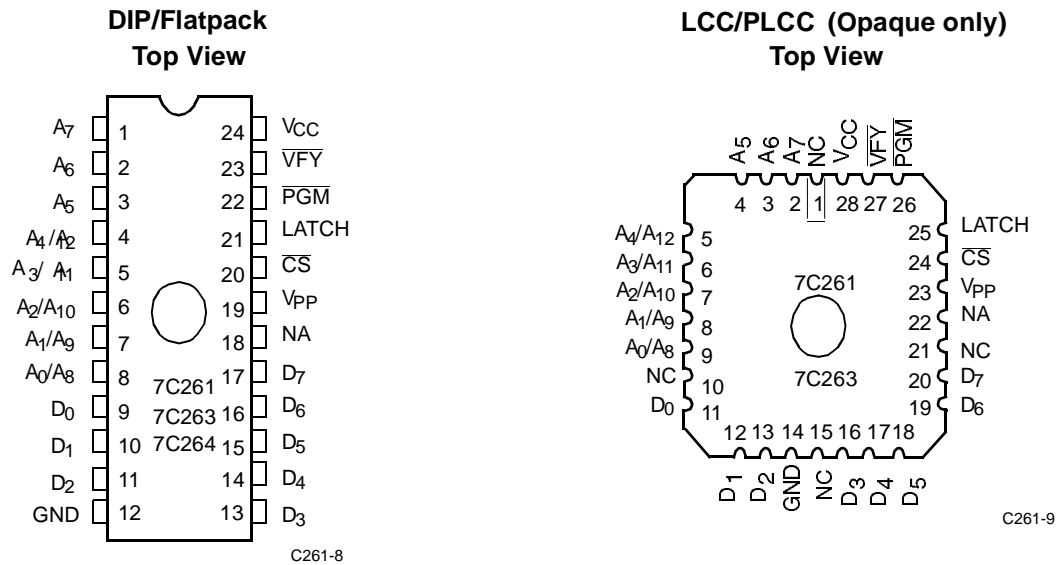 DIP/Flatpack
Top View
A7 1 24 VCC
A6 2 23 VFY
A5 3 22 PGM
A4/A12 4 21 LATCH
A3/ A11 5 20 CS
A2/A10 6 19 VPP
A1/A9 7 18 NA
A0/A8 8 17 D7
7C261
D0 9 16 D6
7C263
D1 10 15 D5
7C264
D2 11 14 D4
GND 12 13 D3
C261-8
LCC/PLCC (Opaque only)
Top View
A5 A6 A7 NC VCC VFY PGM
4 3 2 1 28 27 26
A4/A12 5 25 LATCH
A3/A11 6 24 CS
A2/A10 7 23 VPP
7C261
A1/A9 8 22 NA
A0/A8 9 21 NC
7C263
NC 10 20 D7
D0 11 19 D6
12 13 14 15 16 17 18
D1 D2 GND NC D3 D4 D5
C261-9